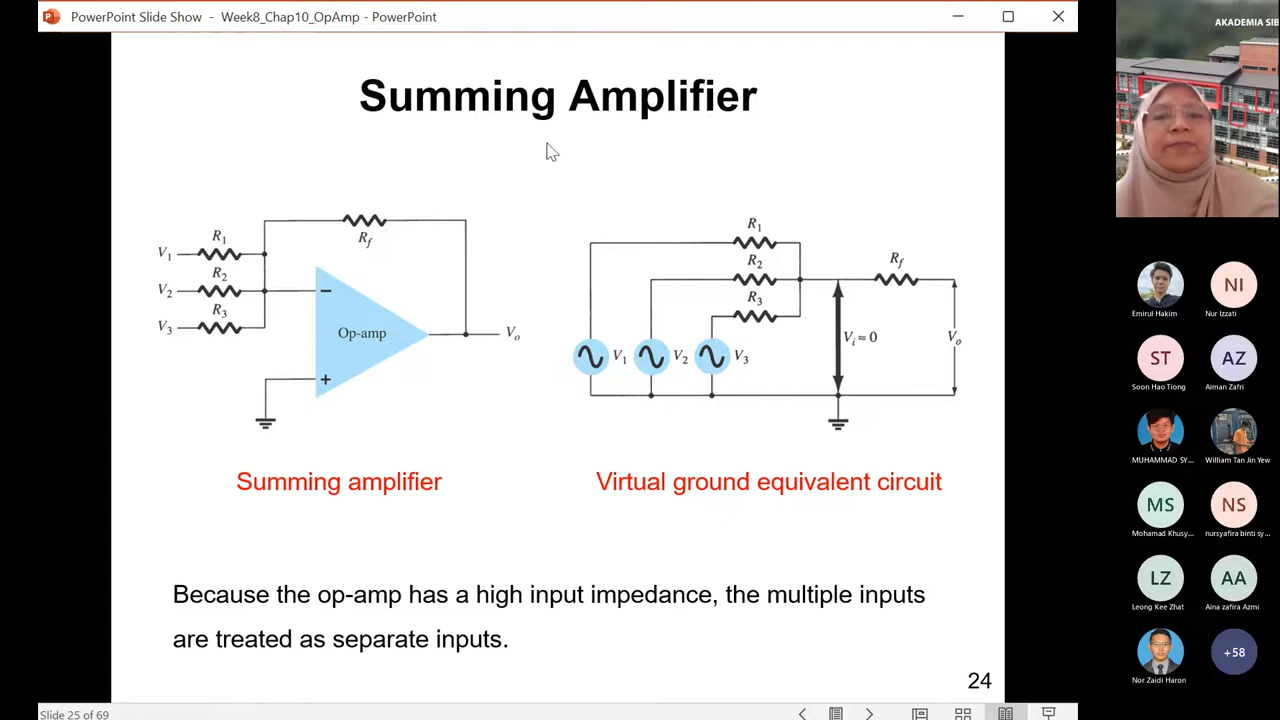 PowerPoint Slide Show - Week8_Chap10_OpAmp - PowerPoint
AKADEMIA SIB
Summing Amplifier
V1
R1
V2
R2
V3
R3
Rf
Op-amp
Vo
Summing amplifier
R1
R2
R3
Rf
V1
V2
V3
Vi ≈ 0
Vo
Virtual ground equivalent circuit
Because the op-amp has a high input impedance, the multiple inputs
are treated as separate inputs.
24
Slide 25 of 69
Emirul Hakim
NI
Nur Izzati
ST
Soon Hao Tiong
AZ
Aiman Zafri
MUHAMMAD SY...
William Tan Jin Yew
MS
Mohamad Khusy...
NS
nursyafira binti sy...
LZ
Leong Kee Zhat
AA
Aina zafira Azmi
Nor Zaidi Haron
+58